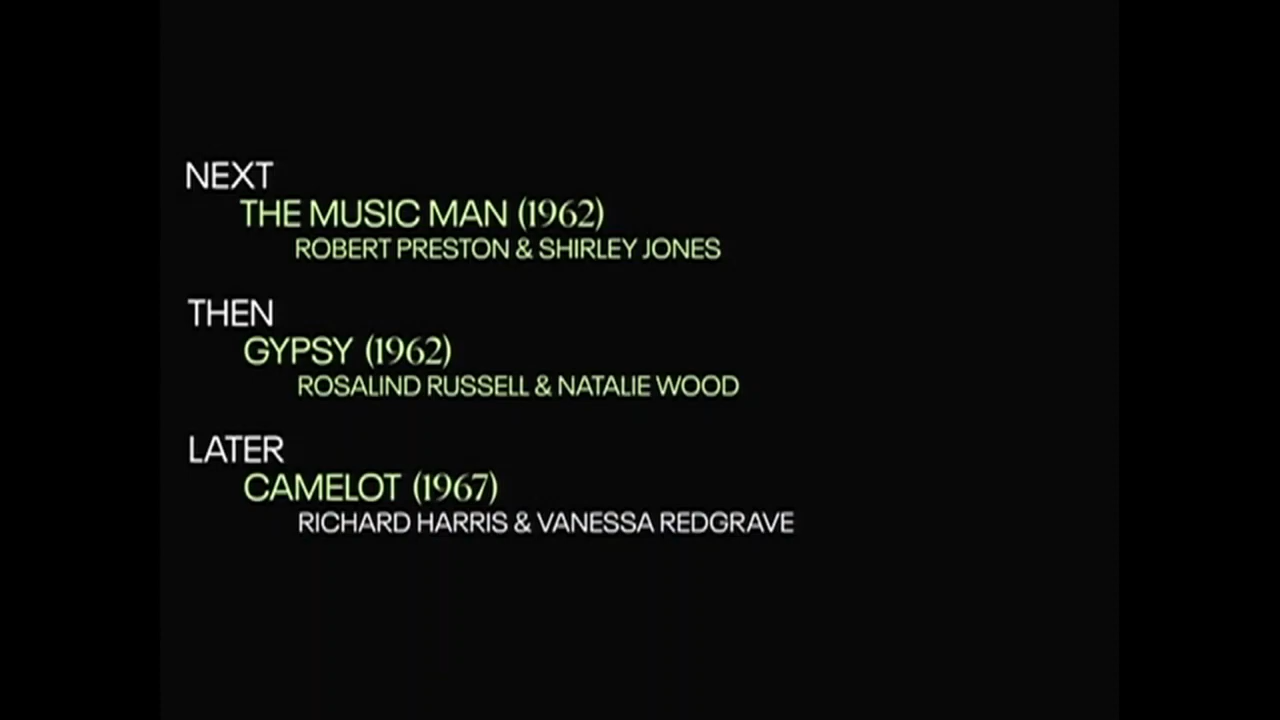 NEXT
THE MUSIC MAN (1962)
ROBERT PRESTON & SHIRLEY JONES
THEN
GYPSY (1962)
ROSALIND RUSSELL & NATALIE WOOD
LATER
CAMELOT (1967)
RICHARD HARRIS & VANESSA REDGRAVE